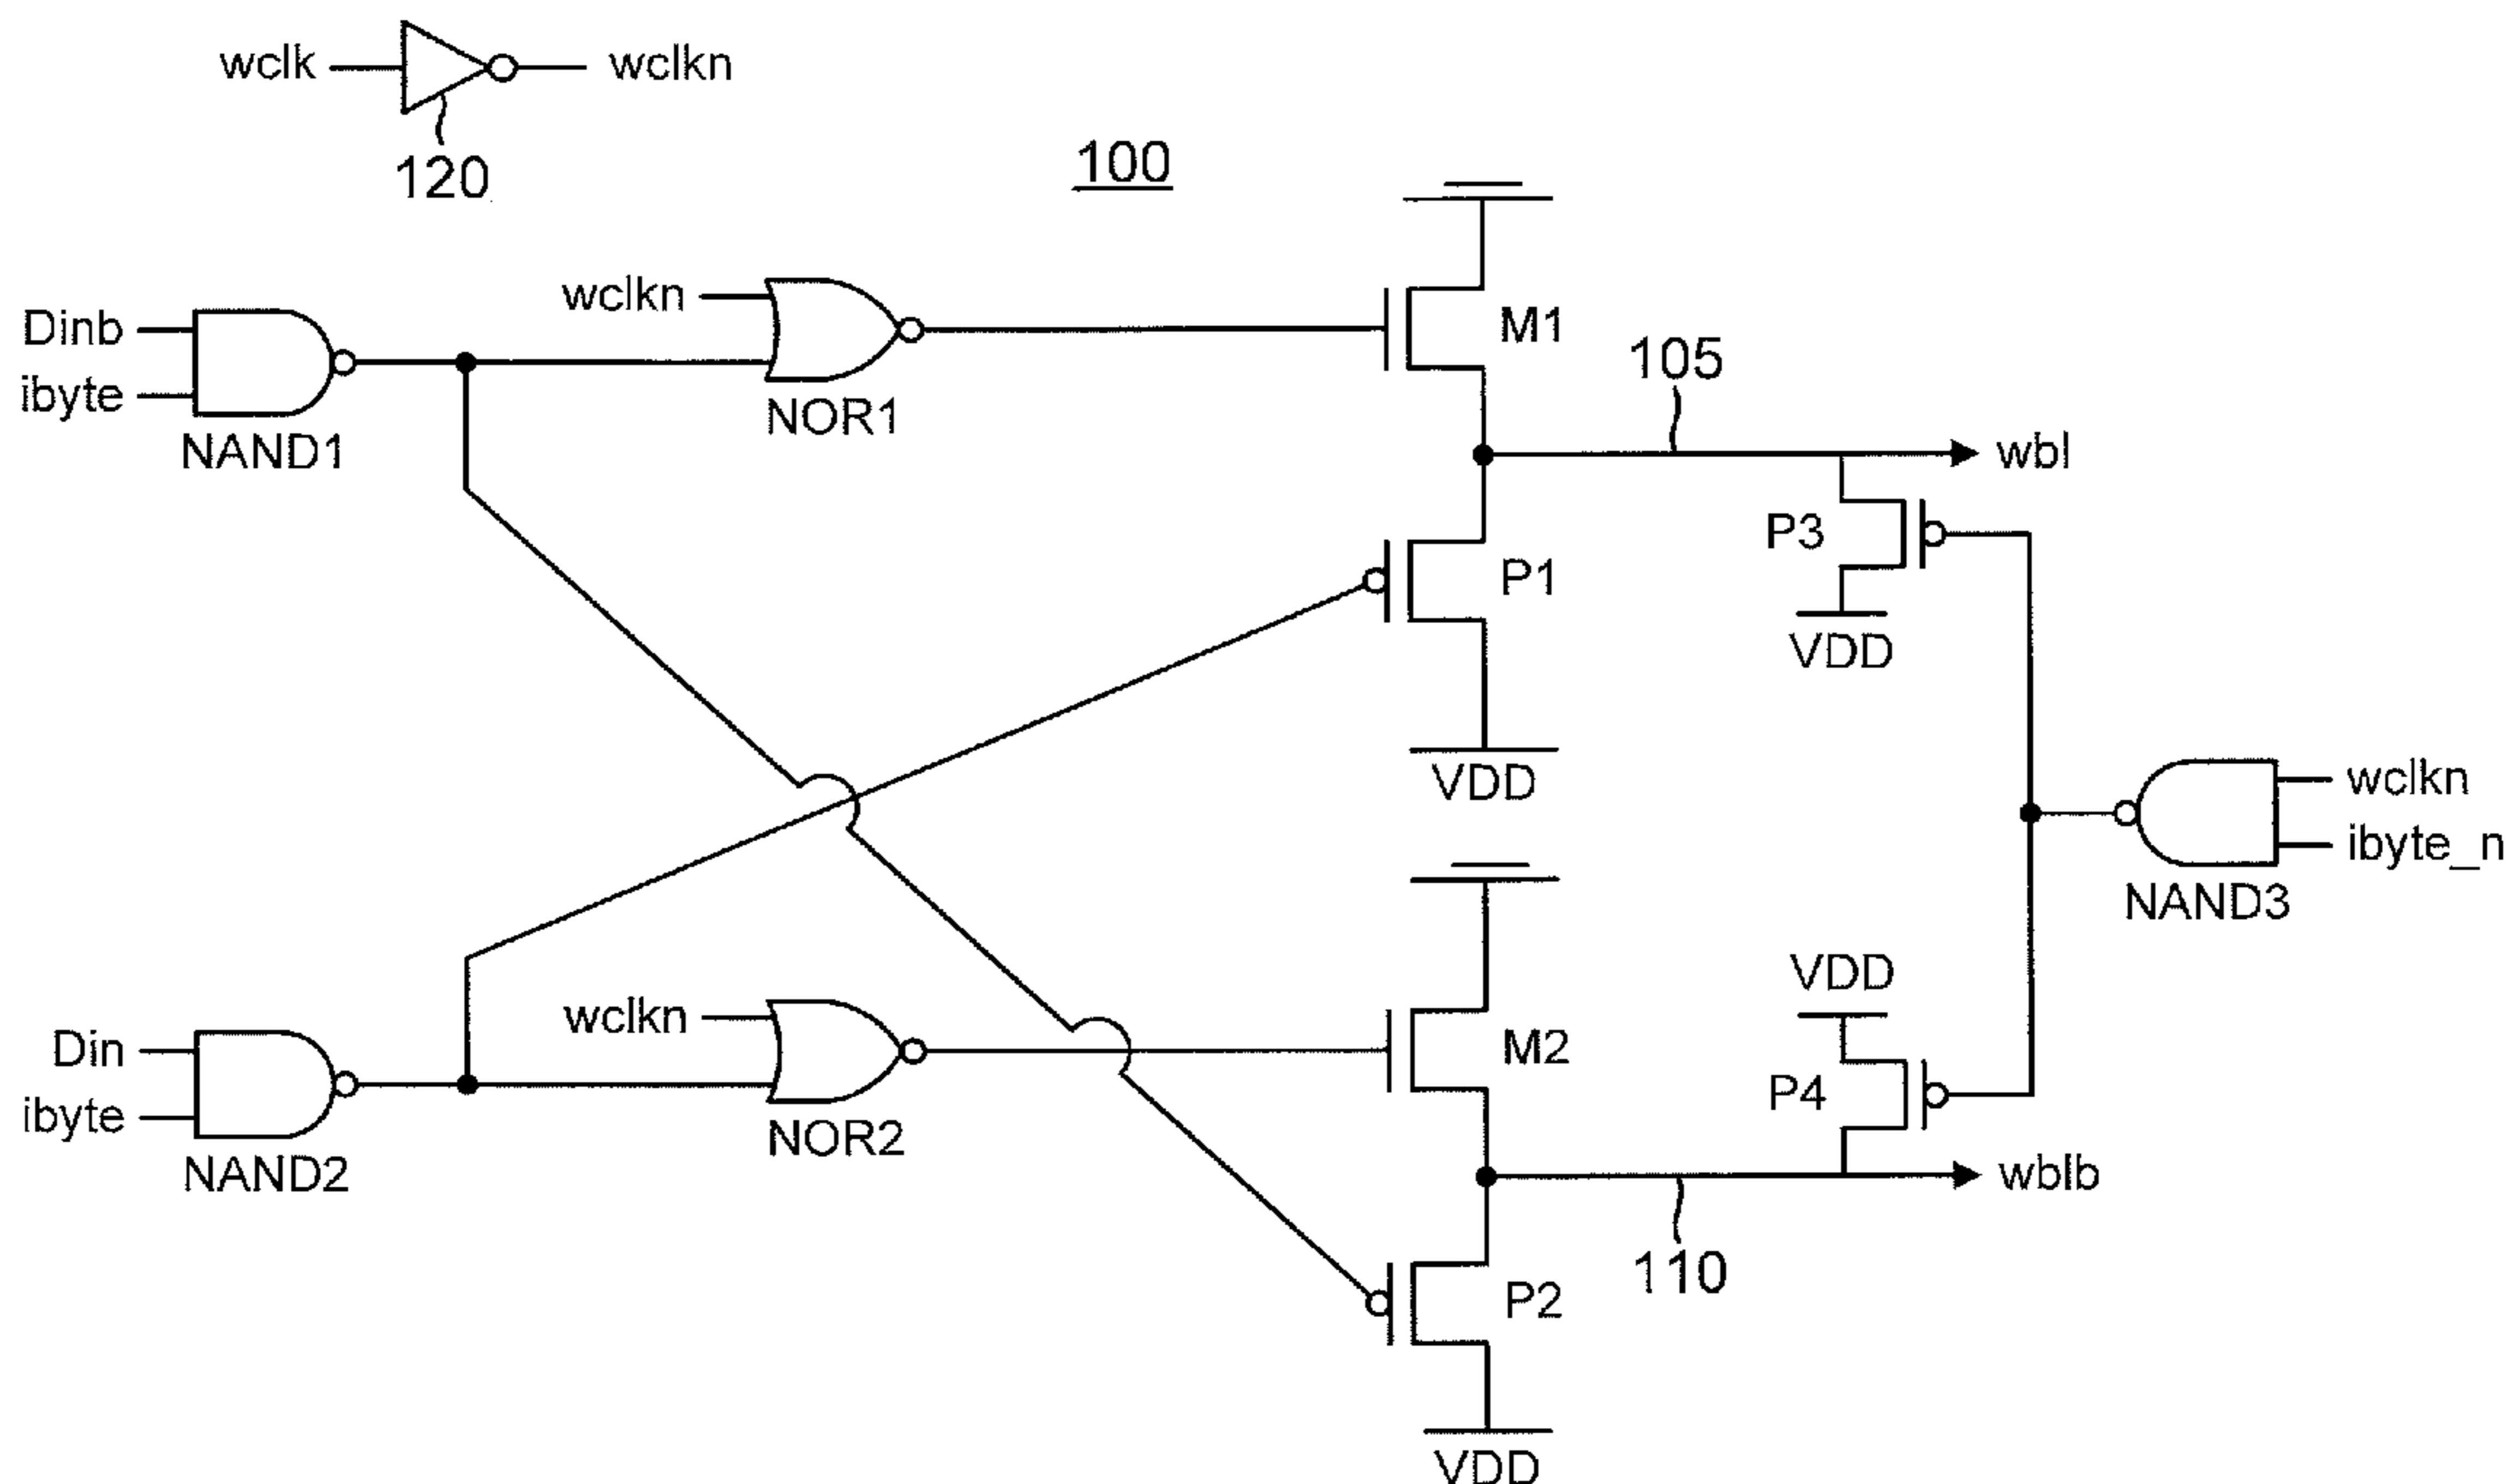 wclk
wclkn
120
100
wclkn
Dinb
ibyte
NAND1
NOR1
M1
105
wbl
P3
P1
VDD
VDD
wclkn
ibyte_n
NAND3
VDD
wclkn
Din
ibyte
NAND2
NOR2
M2
P4
wblb
110
P2
VDD